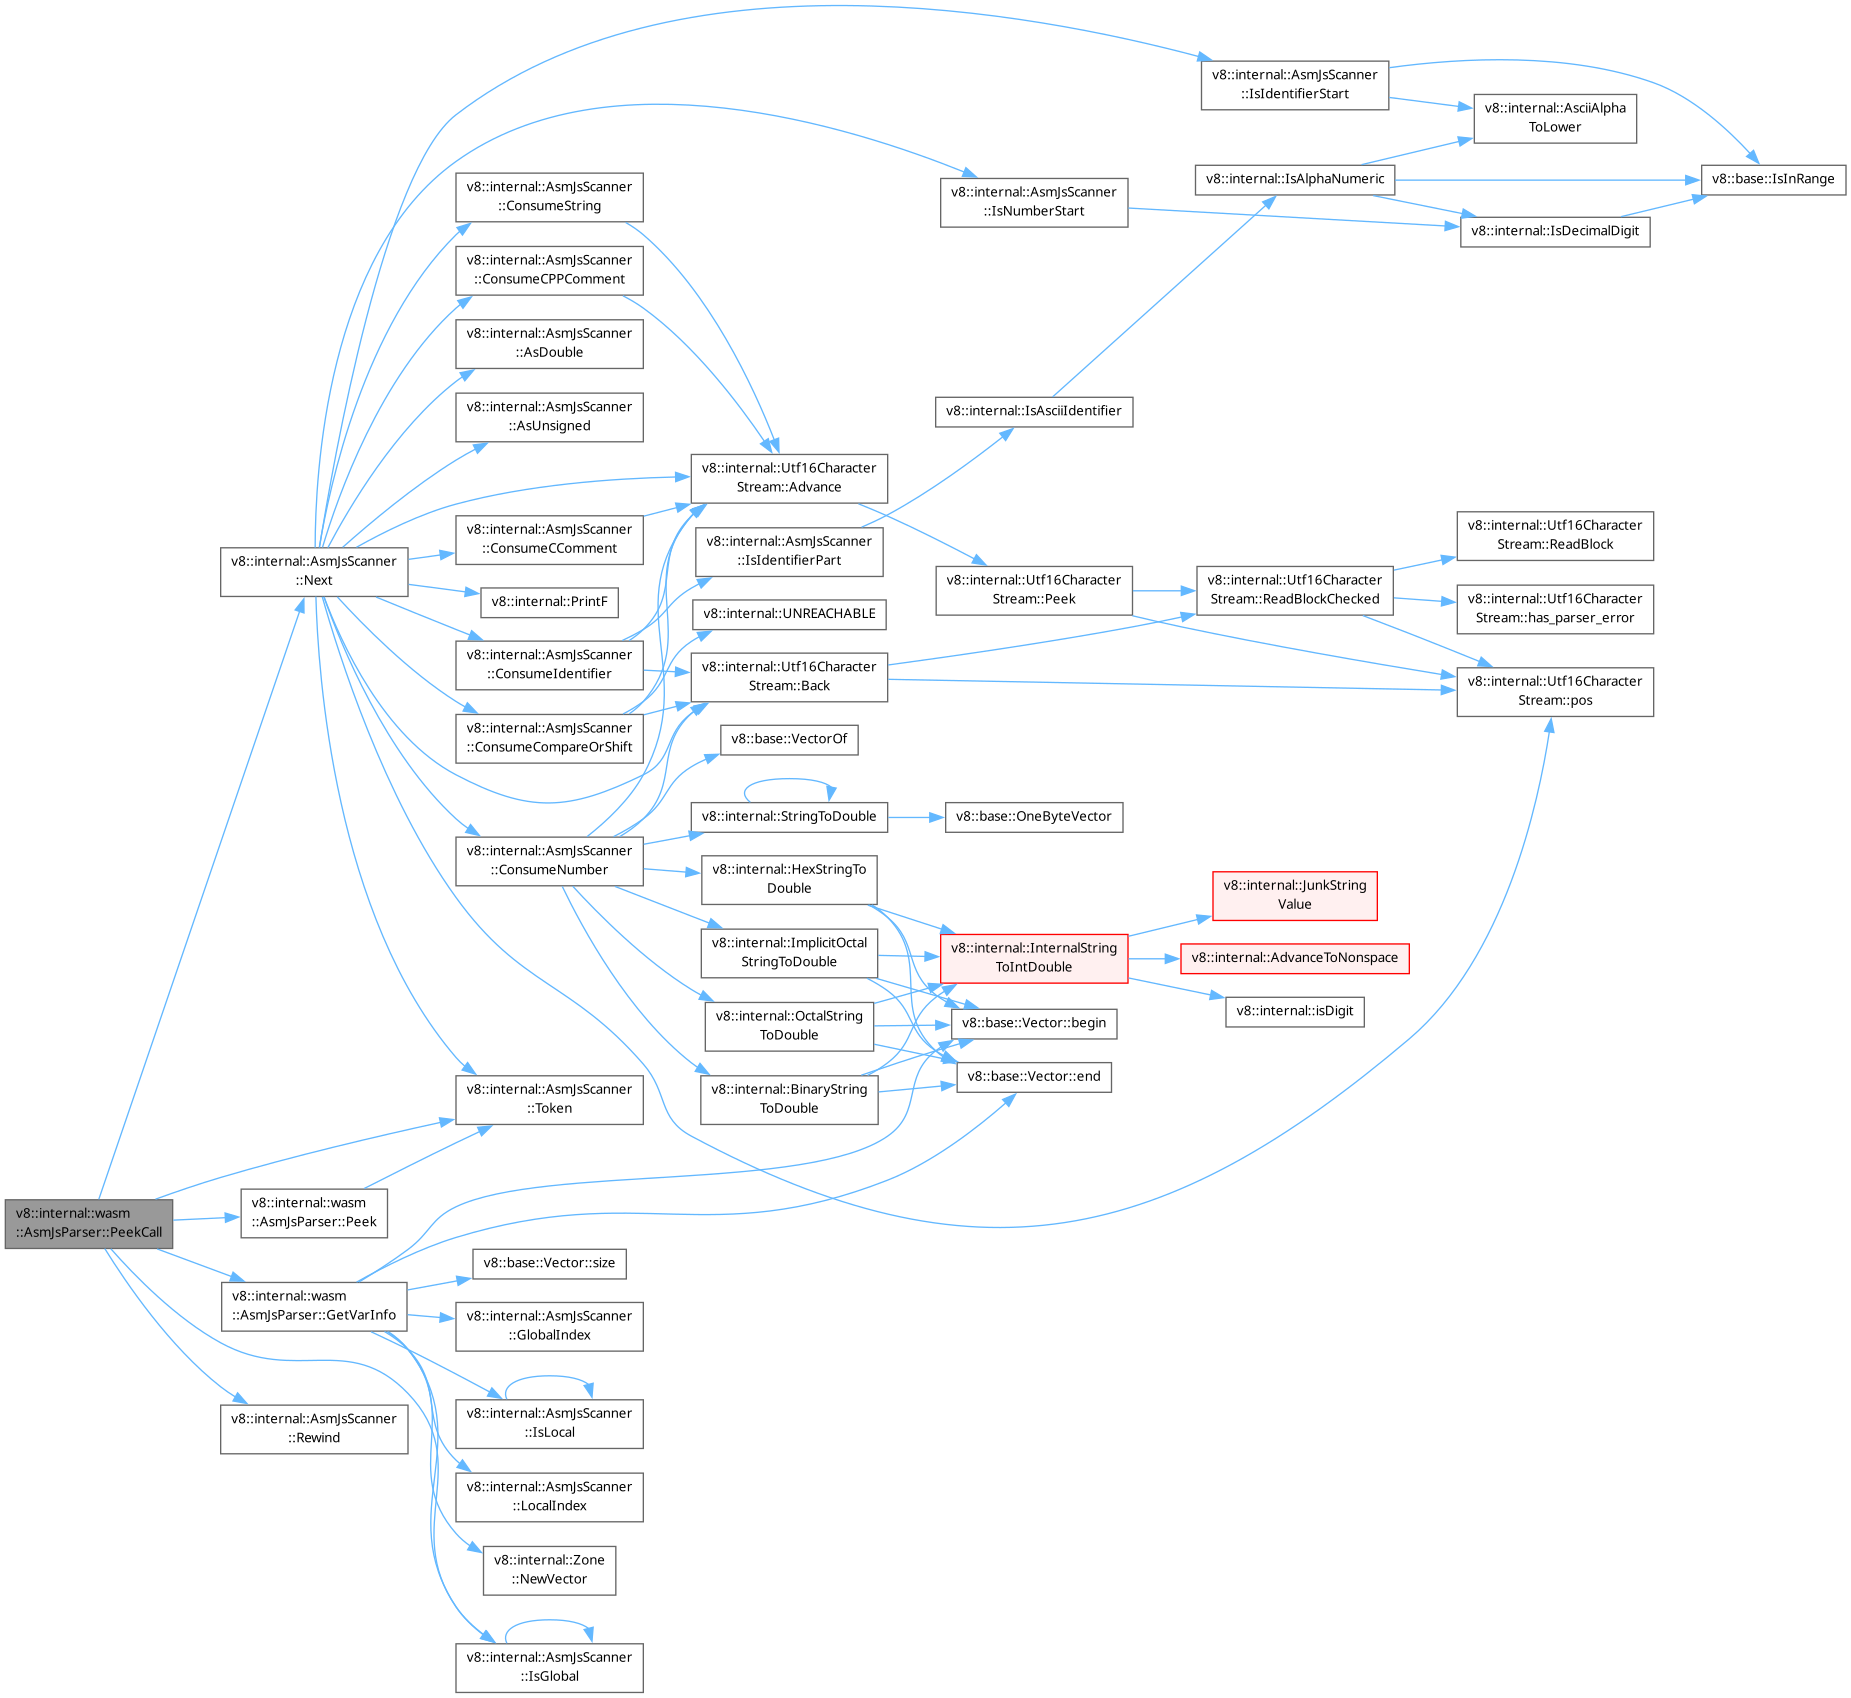 v8::internal::wasm
::AsmJsParser::PeekCall
v8::internal::AsmJsScanner
::Next
v8::internal::wasm
::AsmJsParser::Peek
v8::internal::wasm
::AsmJsParser::GetVarInfo
v8::internal::AsmJsScanner
::Rewind
v8::internal::AsmJsScanner
::ConsumeString
v8::internal::AsmJsScanner
::ConsumeCPPComment
v8::internal::AsmJsScanner
::AsDouble
v8::internal::AsmJsScanner
::AsUnsigned
v8::internal::AsmJsScanner
::ConsumeCComment
v8::internal::PrintF
v8::internal::AsmJsScanner
::ConsumeIdentifier
v8::internal::AsmJsScanner
::ConsumeCompareOrShift
v8::internal::AsmJsScanner
::ConsumeNumber
v8::internal::AsmJsScanner
::Token
v8::base::Vector::size
v8::internal::AsmJsScanner
::GlobalIndex
v8::internal::AsmJsScanner
::IsLocal
v8::internal::AsmJsScanner
::LocalIndex
v8::internal::Zone
::NewVector
v8::internal::AsmJsScanner
::IsGlobal
v8::internal::Utf16Character
Stream::Advance
v8::internal::AsmJsScanner
::IsIdentifierPart
v8::internal::UNREACHABLE
v8::internal::Utf16Character
Stream::Back
v8::base::VectorOf
v8::internal::StringToDouble
v8::internal::HexStringTo
Double
v8::internal::ImplicitOctal
StringToDouble
v8::internal::OctalString
ToDouble
v8::internal::BinaryString
ToDouble
v8::internal::AsmJsScanner
::IsNumberStart
v8::internal::IsAsciiIdentifier
v8::internal::Utf16Character
Stream::Peek
v8::base::OneByteVector
v8::internal::InternalString
ToIntDouble
v8::base::Vector::begin
v8::base::Vector::end
v8::internal::AsmJsScanner
::IsIdentifierStart
v8::internal::IsAlphaNumeric
v8::internal::Utf16Character
Stream::ReadBlockChecked
v8::internal::JunkString
Value
v8::internal::AdvanceToNonspace
v8::internal::isDigit
v8::internal::AsciiAlpha
ToLower
v8::internal::IsDecimalDigit
v8::internal::Utf16Character
Stream::ReadBlock
v8::internal::Utf16Character
Stream::has_parser_error
v8::internal::Utf16Character
Stream::pos
v8::base::IsInRange